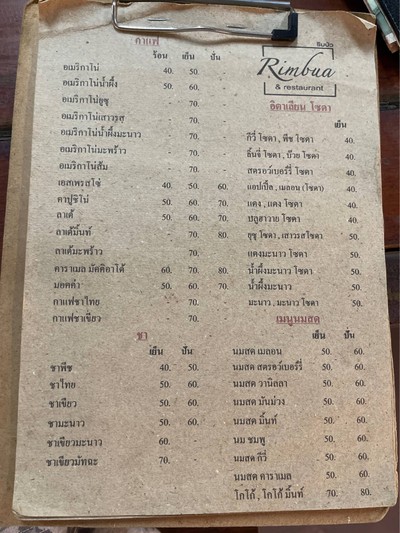 กาแฟ
ร้อน เย็น ปั่น
อเมริกาโน่ 40. 50.
อเมริกาโน่น้ำผึ้ง 50. 60.
อเมริกาโน่ยูซุ 70.
อเมริกาโน่เสาวรส 70.
อเมริกาโน่น้ำผึ้งมะนาว 70.
อเมริกาโน่มะพร้าว 70.
อเมริกาโน่ส้ม 70.
เอสเพรสโซ่ 40. 50. 60.
คาปูชิโน่ 50. 60. 70.
ลาเต้ 50. 60. 70.
ลาเต้มิ้นท์ 70. 80.
ลาเต้มะพร้าว 70.
คาราเมล มัคคิอาโต้ 60. 70. 80.
มอคค่า 50. 60. 70.
กาแฟชาไทย 70.
กาแฟชาเขียว 70.
ชา
เย็น ปั่น
ชาพีช 40. 50.
ชาไทย 50. 60.
ชาเขียว 50. 60.
ชามะนาว 50. 60.
ชาเขียวมะนาว 60.
ชาเขียวมัทฉะ 70.
ริมบัว
Rimbua
& restaurant
อิตาเลียน โซดา
เย็น
กีวี่ โซดา, พีช โซดา 40.
ลิ้นจี่ โซดา, บ๊วย โซดา 40.
สตรอว์เบอร์รี่ โซดา 40.
แอปเปิ้ล, เมลอน (โซดา) 40.
แดง, แตง โซดา 40.
บลูฮาวาย โซดา 40.
ยูซุ โซดา, เสาวรสโซดา 50.
แดงมะนาว โซดา 50.
น้ำผึ้งมะนาว โซดา 50.
น้ำผึ้งมะนาว 50.
มะนาว, มะนาว โซดา 50.
เมนูนมสด
เย็น ปั่น
นมสด เมลอน 50. 60.
นมสด สตรอว์เบอร์รี่ 50. 60.
นมสด วานิลลา 50. 60.
นมสด มันม่วง 50. 60.
นมสด มิ้นท์ 50. 60.
นม ชมพู 50. 60.
นมสด กีวี่ 50. 60.
นมสด คาราเมล 50. 60.
โกโก้, โกโก้ มิ้นท์ 70. 80.